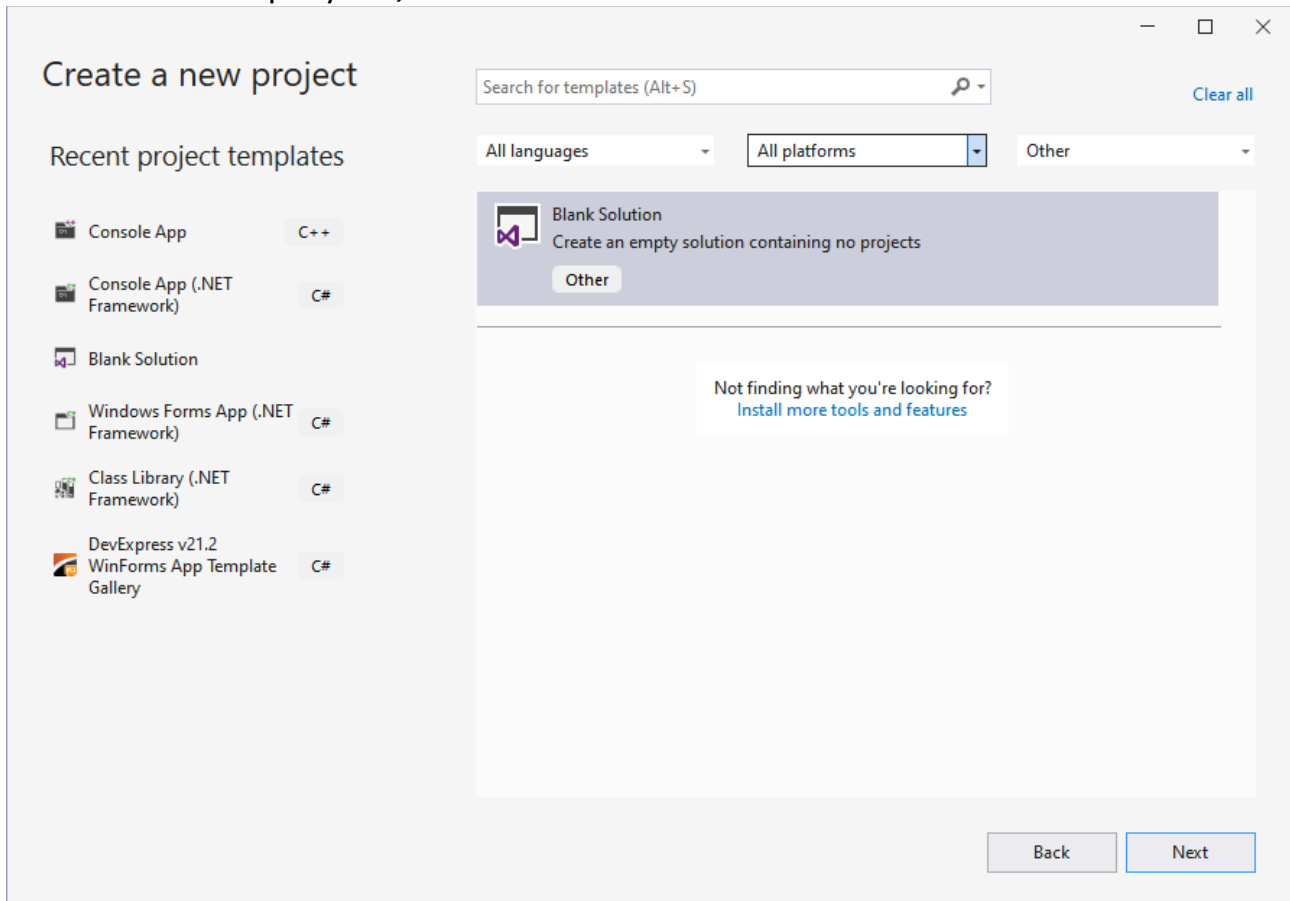 Create a new project
Search for templates (Alt+S)
Clear all
Recent project templates
All languages
All platforms
Other
Console App
C++
Console App (.NET
Framework)
C#
Blank Solution
Windows Forms App (.NET
Framework)
C#
Class Library (.NET
Framework)
C#
DevExpress v21.2
WinForms App Template
Gallery
C#
Blank Solution
Create an empty solution containing no projects
Other
Not finding what you're looking for?
Install more tools and features
Back
Next